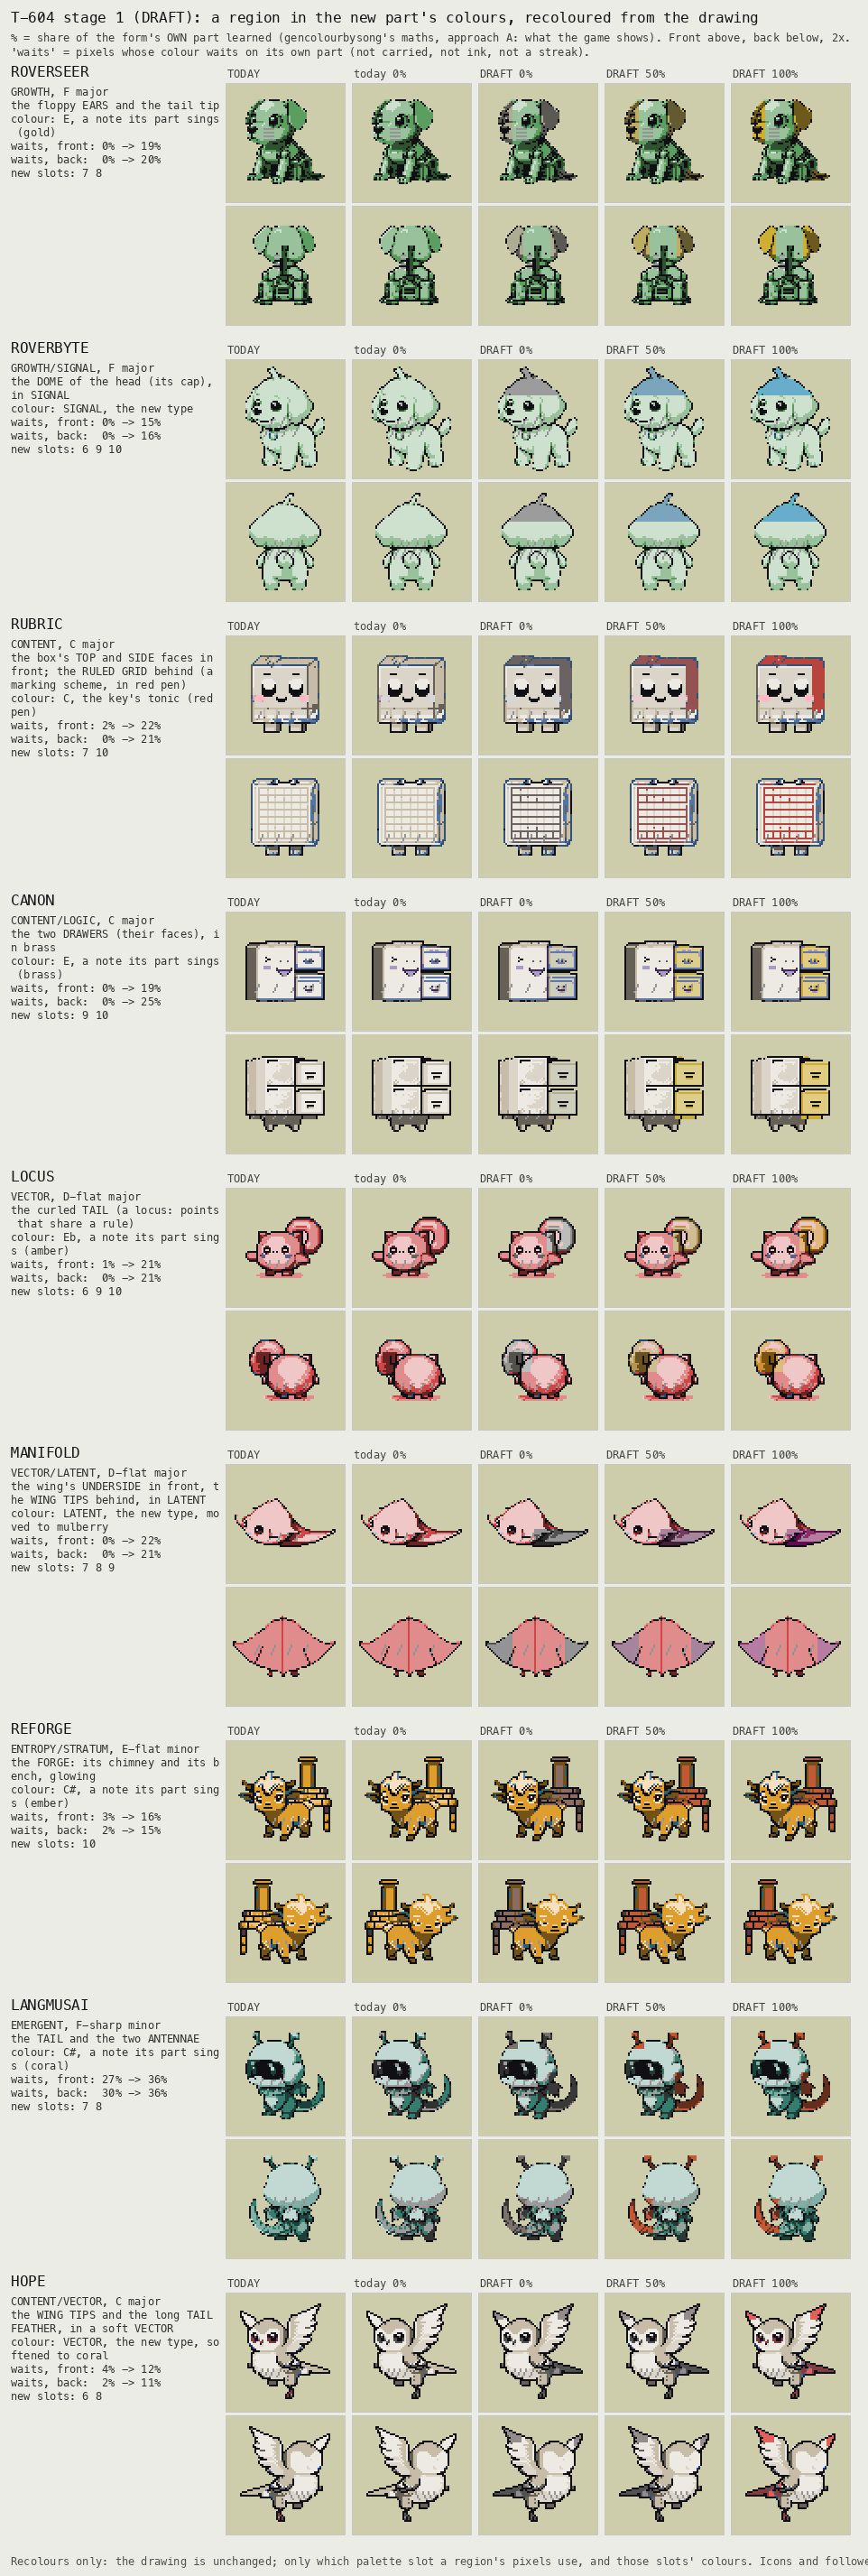 T-604 stage 1 (DRAFT): a region in the new part's colours, recoloured from the drawing
% = share of the form's OWN part learned (gencolourbysong's maths, approach A: what the game shows). Front above, back below, 2x.
'waits' = pixels whose colour waits on its own part (not carried, not ink, not a streak).
ROVERSEER
TODAY today 0% DRAFT 0% DRAFT 50% DRAFT 100%
GROWTH, F major
the floppy EARS and the tail tip
colour: E, a note its part sings
(gold)
waits, front: 0% -> 19%
waits, back: 0% -> 20%
new slots: 7 8
ROVERBYTE
TODAY today 0% DRAFT 0% DRAFT 50% DRAFT 100%
GROWTH/SIGNAL, F major
the DOME of the head (its cap),
in SIGNAL
colour: SIGNAL, the new type
waits, front: 0% -> 15%
waits, back: 0% -> 16%
new slots: 6 9 10
RUBRIC
TODAY today 0% DRAFT 0% DRAFT 50% DRAFT 100%
CONTENT, C major
the box's TOP and SIDE faces in
front; the RULED GRID behind (a
marking scheme, in red pen)
colour: C, the key's tonic (red
pen)
waits, front: 2% -> 22%
waits, back: 0% -> 21%
new slots: 7 10
CANON
TODAY today 0% DRAFT 0% DRAFT 50% DRAFT 100%
CONTENT/LOGIC, C major
the two DRAWERS (their faces), i
n brass
colour: E, a note its part sings
(brass)
waits, front: 0% -> 19%
waits, back: 0% -> 25%
new slots: 9 10
LOCUS
TODAY today 0% DRAFT 0% DRAFT 50% DRAFT 100%
VECTOR, D-flat major
the curled TAIL (a locus: points
that share a rule)
colour: Eb, a note its part sing
s (amber)
waits, front: 1% -> 21%
waits, back: 0% -> 21%
new slots: 6 9 10
MANIFOLD
TODAY today 0% DRAFT 0% DRAFT 50% DRAFT 100%
VECTOR/LATENT, D-flat major
the wing's UNDERSIDE in front, t
he WING TIPS behind, in LATENT
colour: LATENT, the new type, mo
ved to mulberry
waits, front: 0% -> 22%
waits, back: 0% -> 21%
new slots: 7 8 9
REFORGE
TODAY today 0% DRAFT 0% DRAFT 50% DRAFT 100%
ENTROPY/STRATUM, E-flat minor
the FORGE: its chimney and its b
ench, glowing
colour: C#, a note its part sing
s (ember)
waits, front: 3% -> 16%
waits, back: 2% -> 15%
new slots: 10
LANGMUSAI
TODAY today 0% DRAFT 0% DRAFT 50% DRAFT 100%
EMERGENT, F-sharp minor
the TAIL and the two ANTENNAE
colour: C#, a note its part sing
s (coral)
waits, front: 27% -> 36%
waits, back: 30% -> 36%
new slots: 7 8
HOPE
TODAY today 0% DRAFT 0% DRAFT 50% DRAFT 100%
CONTENT/VECTOR, C major
the WING TIPS and the long TAIL
FEATHER, in a soft VECTOR
colour: VECTOR, the new type, so
ftened to coral
waits, front: 4% -> 12%
waits, back: 2% -> 11%
new slots: 6 8
Recolours only: the drawing is unchanged; only which palette slot a region's pixels use, and those slots' colours. Icons and followe